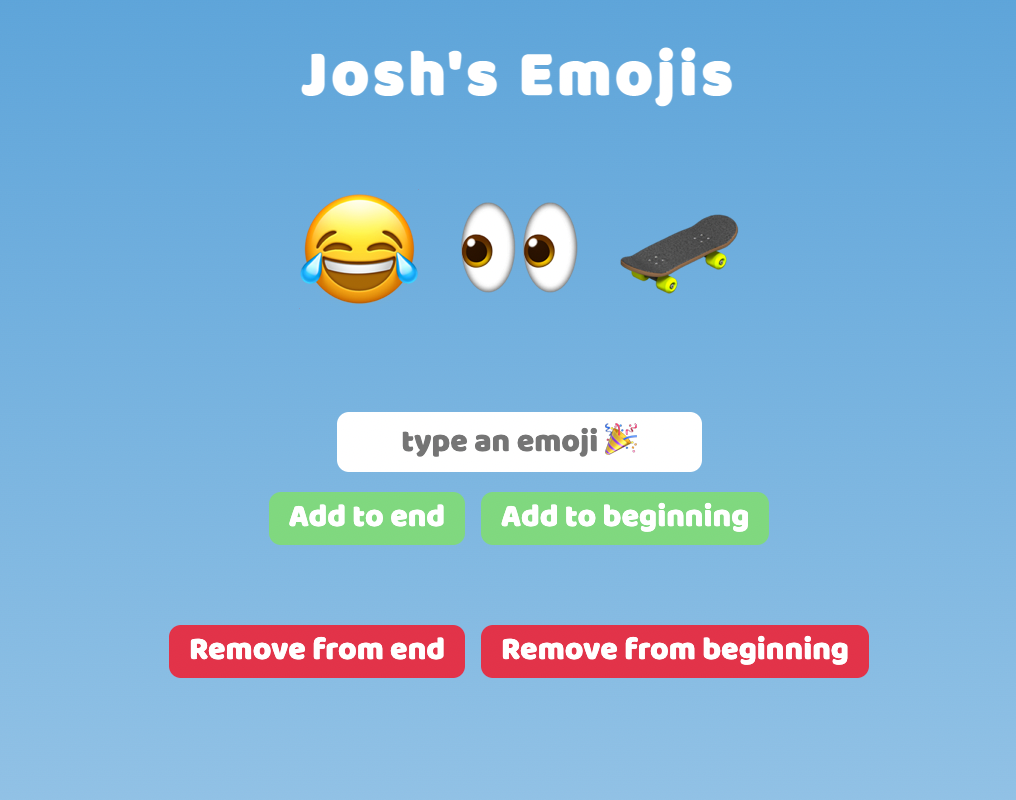 Josh's Emojis
😂 👀 🛹
type an emoji 🎉
Add to end Add to beginning
Remove from end Remove from beginning